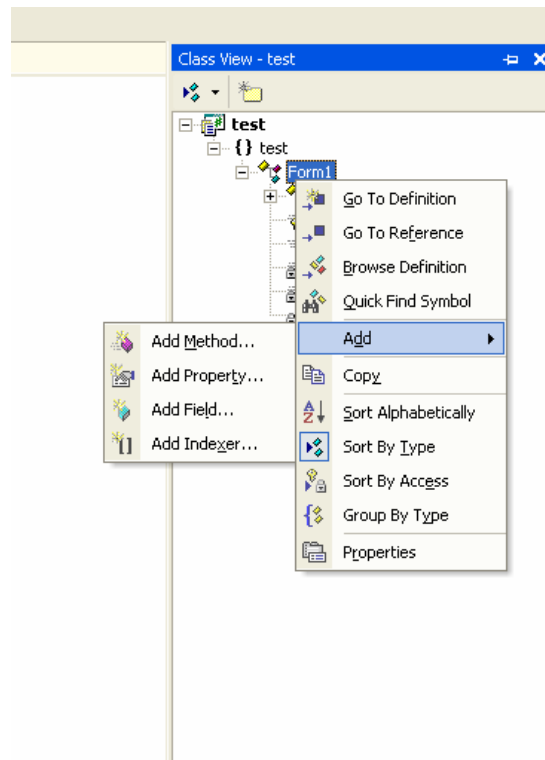 Class View - test
test
{} test
Form1
Go To Definition
Go To Reference
Browse Definition
Quick Find Symbol
Add
Add Method...
Add Property...
Add Field...
Add Indexer...
Copy
Sort Alphabetically
Sort By Type
Sort By Access
Group By Type
Properties